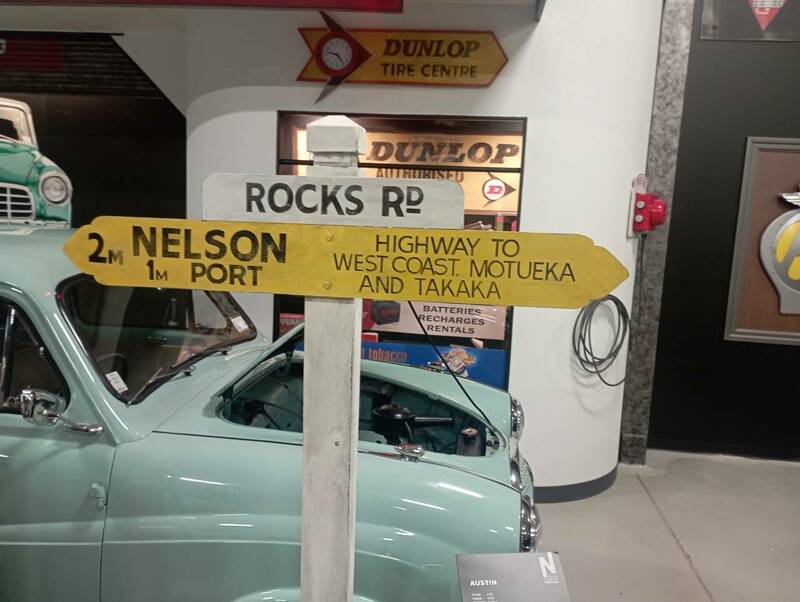 DUNLOP
TIRE CENTRE
DUNLOP
AUTHORISED
D
ROCKS RD
2M NELSON
1M PORT
HIGHWAY TO
WEST COAST. MOTUEKA
AND TAKAKA
BATTERIES
RECHARGES
RENTALS
tobacco
N
AUSTIN